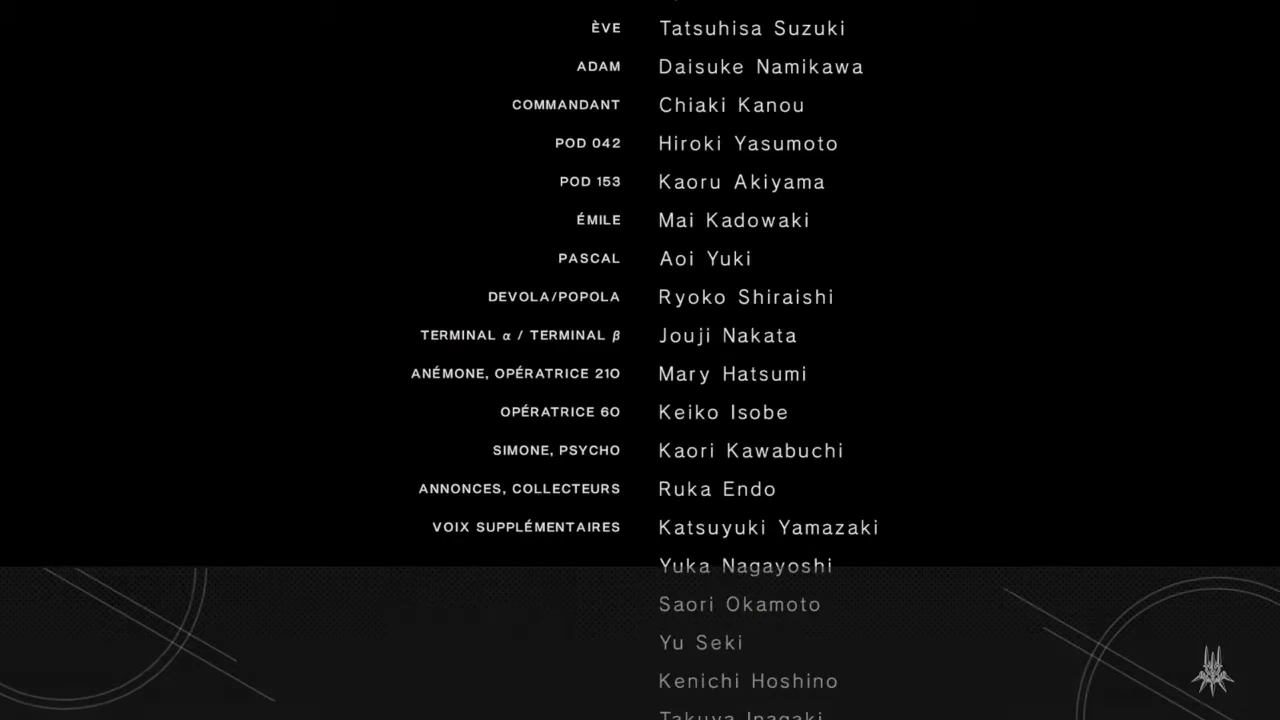 ÈVE Tatsuhisa Suzuki
ADAM Daisuke Namikawa
COMMANDANT Chiaki Kanou
POD 042 Hiroki Yasumoto
POD 153 Kaoru Akiyama
ÉMILE Mai Kadowaki
PASCAL Aoi Yuki
DEVOLA/POPOLA Ryoko Shiraishi
TERMINAL α / TERMINAL β Jouji Nakata
ANÉMONE, OPÉRATRICE 21O Mary Hatsumi
OPÉRATRICE 6O Keiko Isobe
SIMONE, PSYCHO Kaori Kawabuchi
ANNONCES, COLLECTEURS Ruka Endo
VOIX SUPPLÉMENTAIRES Katsuyuki Yamazaki
Yuka Nagayoshi
Saori Okamoto
Yu Seki
Kenichi Hoshino
Takuya Inagaki